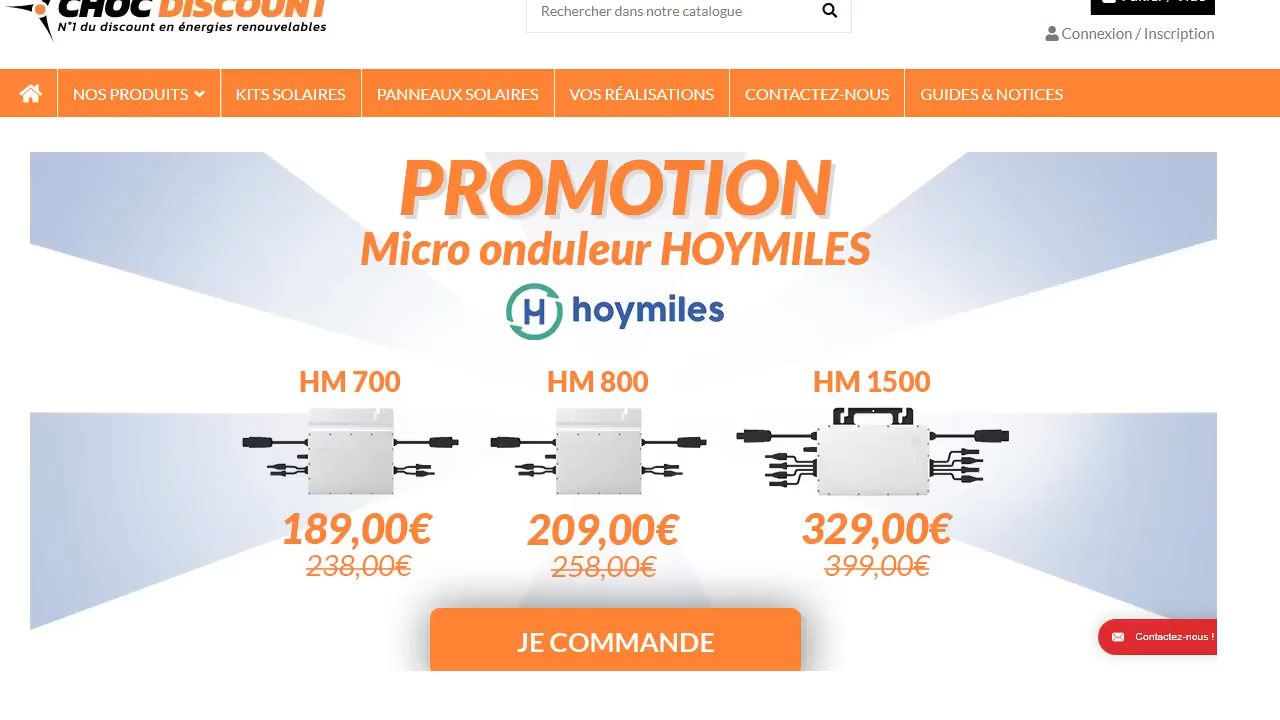 CHOC DISCOUNT
N°1 du discount en énergies renouvelables
Rechercher dans notre catalogue
Connexion / Inscription
NOS PRODUITS
KITS SOLAIRES
PANNEAUX SOLAIRES
VOS RÉALISATIONS
CONTACTEZ-NOUS
GUIDES & NOTICES
PROMOTION
Micro onduleur HOYMILES
H hoymiles
HM 700
HM 800
HM 1500
189,00€
209,00€
329,00€
238,00€
258,00€
399,00€
JE COMMANDE
Contactez-nous !